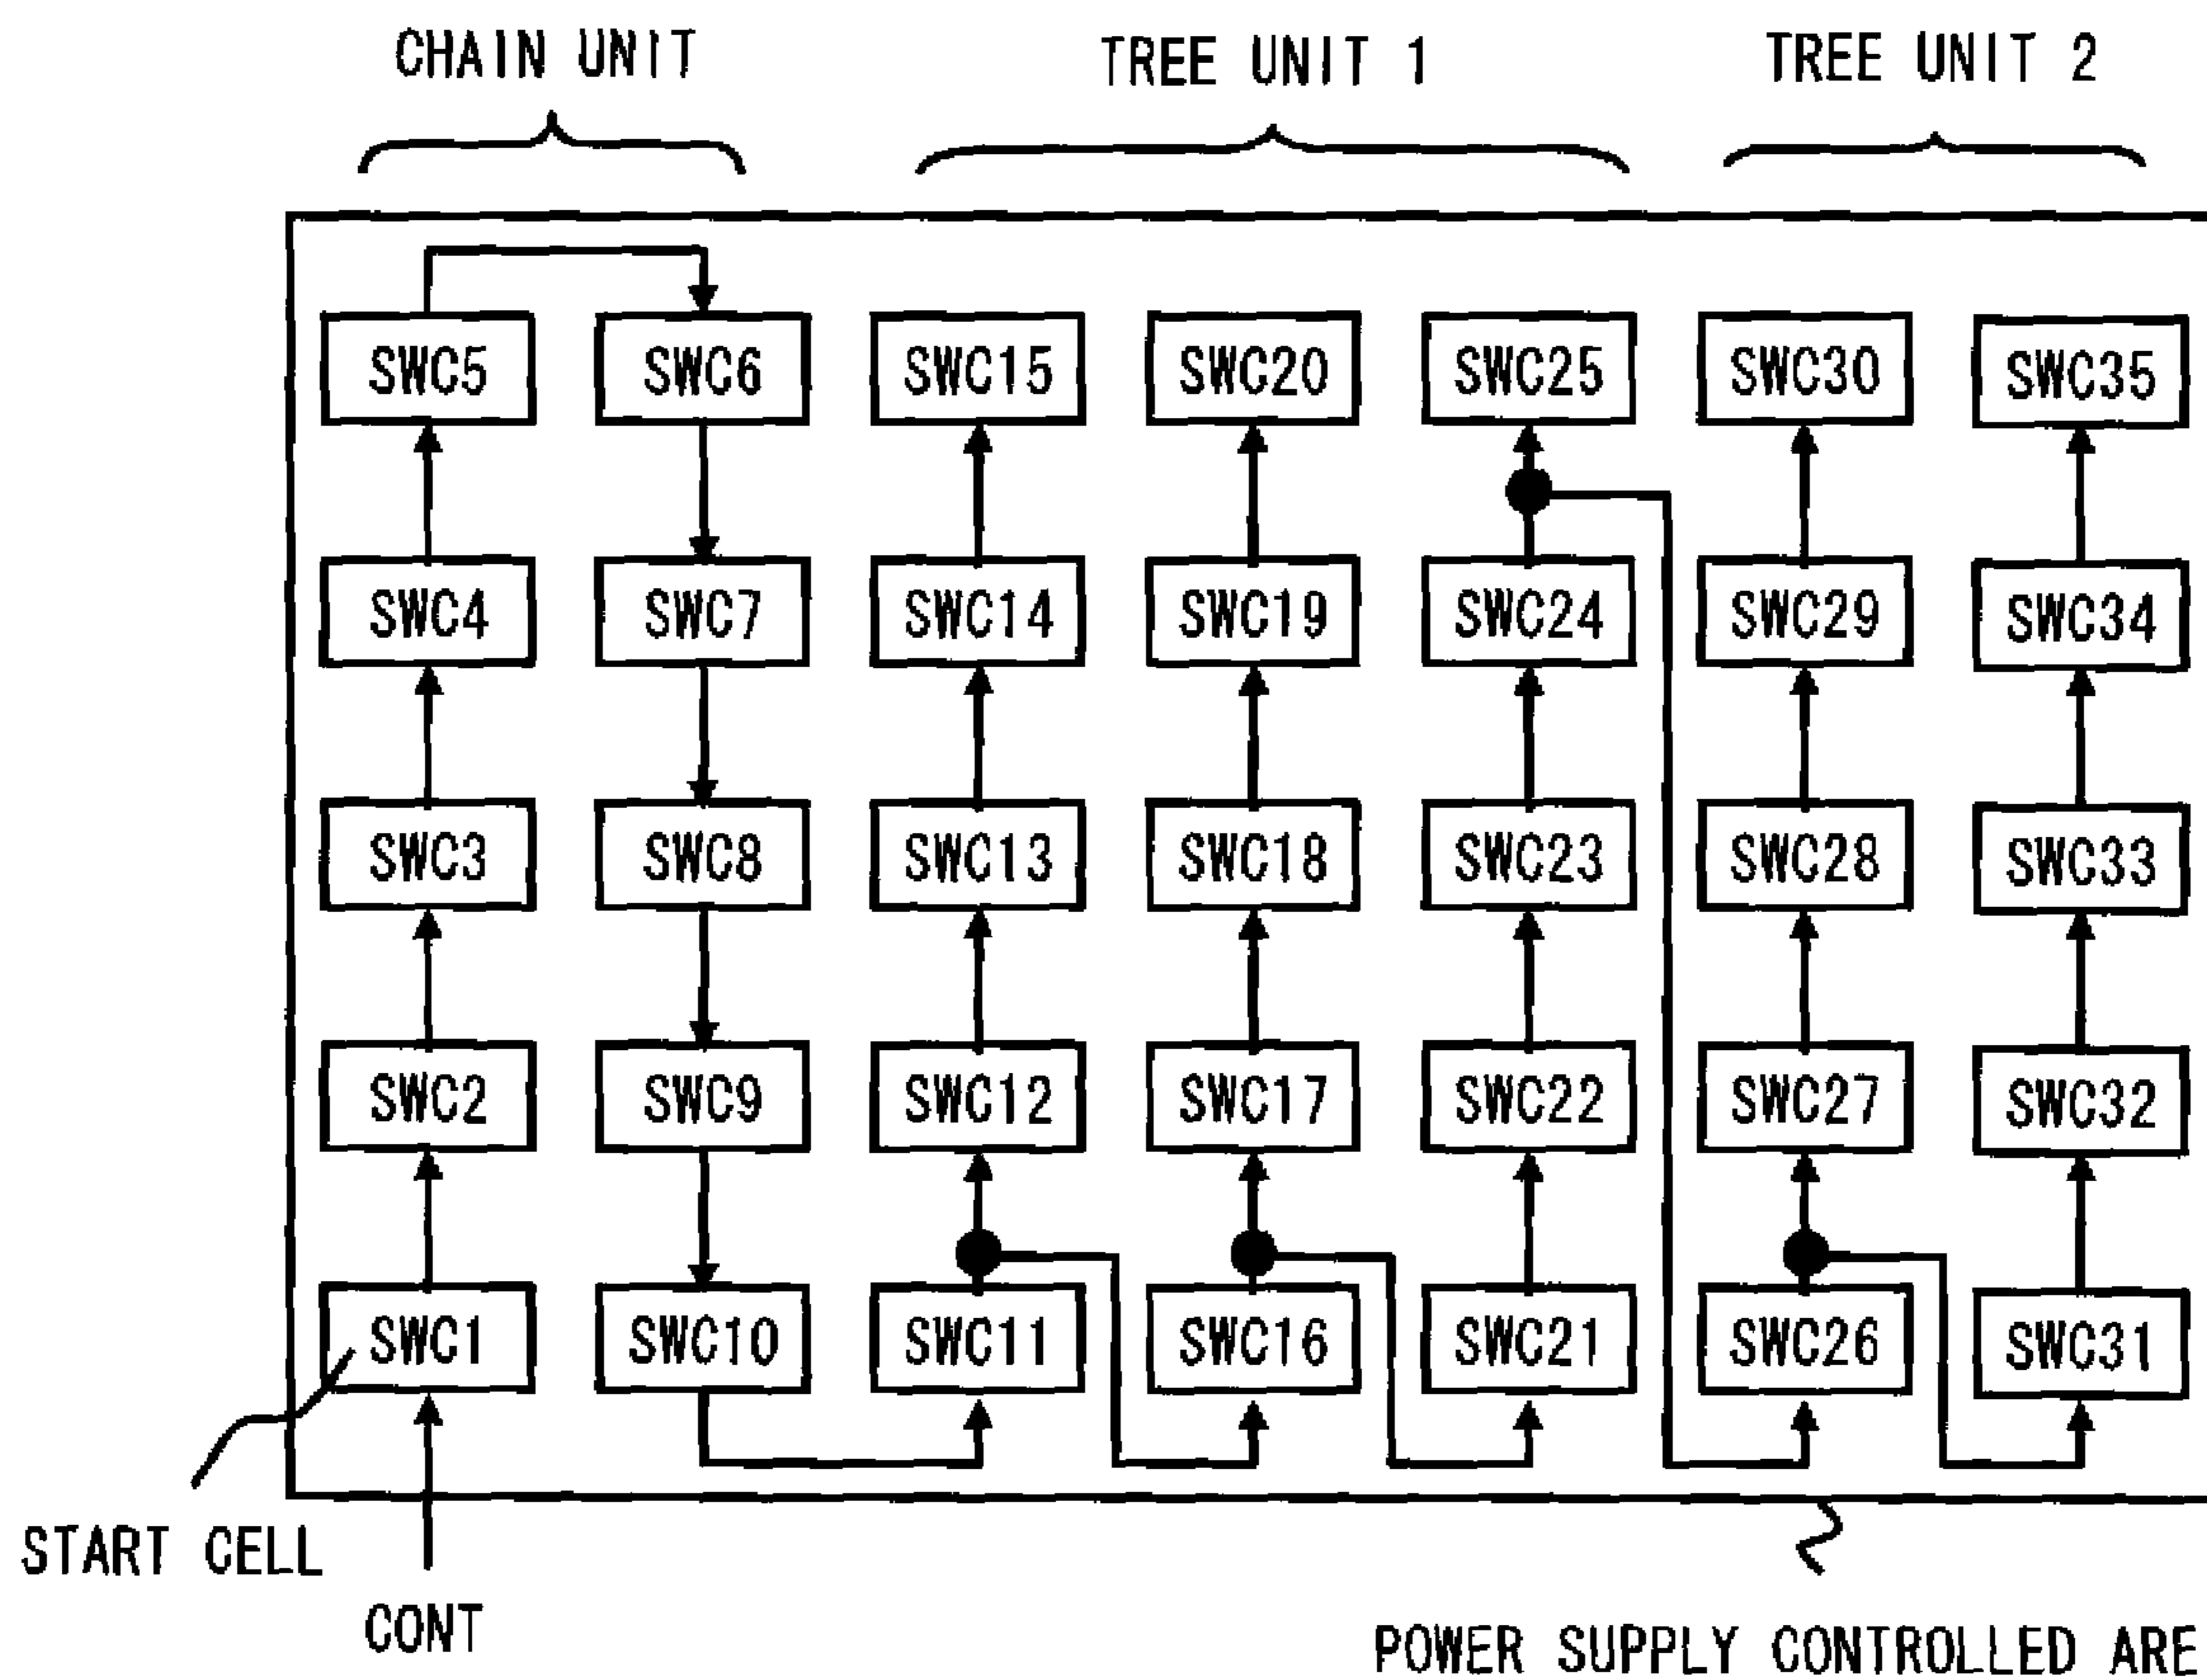 CHAIN UNIT
TREE UNIT 1
TREE UNIT 2
SWC5
SWC6
SWC15
SWC20
SWC25
SWC30
SWC35
SWC4
SWC7
SWC14
SWC19
SWC24
SWC29
SWC34
SWC3
SWC8
SWC13
SWC18
SWC23
SWC28
SWC33
SWC2
SWC9
SWC12
SWC17
SWC22
SWC27
SWC32
SWC1
SWC10
SWC11
SWC16
SWC21
SWC26
SWC31
START CELL
CONT
POWER SUPPLY CONTROLLED ARE